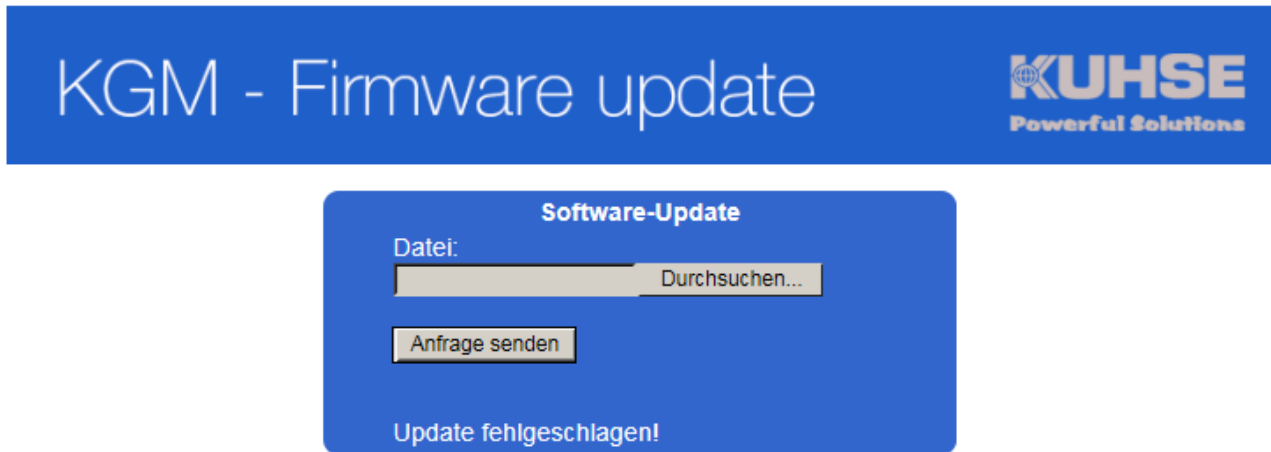 KGM - Firmware update
KUHSE
Powerful Solutions
Software-Update
Datei:
Durchsuchen...
Anfrage senden
Update fehlgeschlagen!